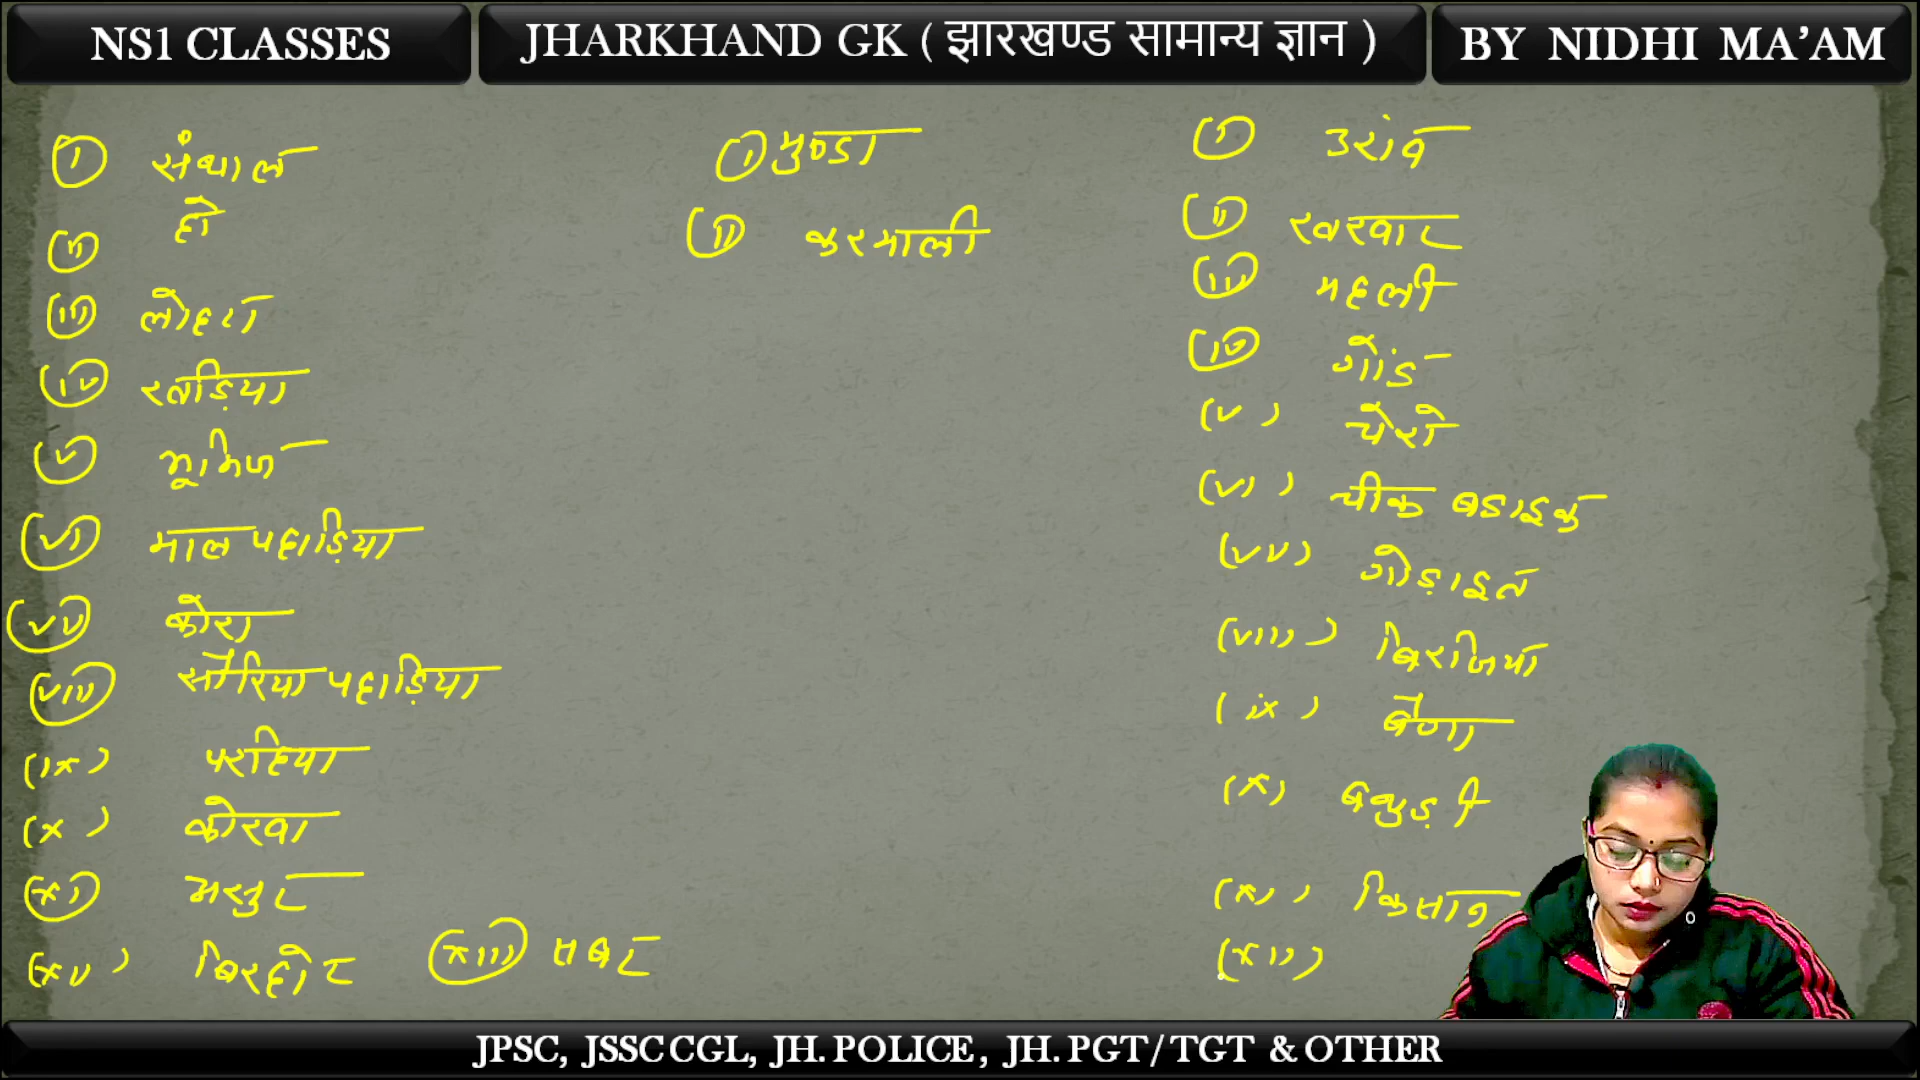 NS1 CLASSES
JHARKHAND GK ( झारखण्ड सामान्य ज्ञान )
BY NIDHI MA’AM
(i) संथाल
(ii) हो
(iii) लोहरा
(iv) खड़िया
(v) भूमिज
(vi) माल पहाड़िया
(vii) कोरा
(viii) सौरिया पहाड़िया
(ix) परहिया
(x) कोरवा
(xi) असुर
(xii) बिरहोर
(xiii) सबर
(i) मुण्डा
(ii) करमाली
(i) उरांव
(ii) खरवार
(iii) महली
(iv) गोंड
(v) चेरो
(vi) चीक बडाइक
(vii) गोड़ाइत
(viii) बिरजिया
(ix) बैगा
(x) बथुड़ी
(xi) किसान
(xii)
JPSC, JSSC CGL, JH. POLICE, JH. PGT/ TGT & OTHER